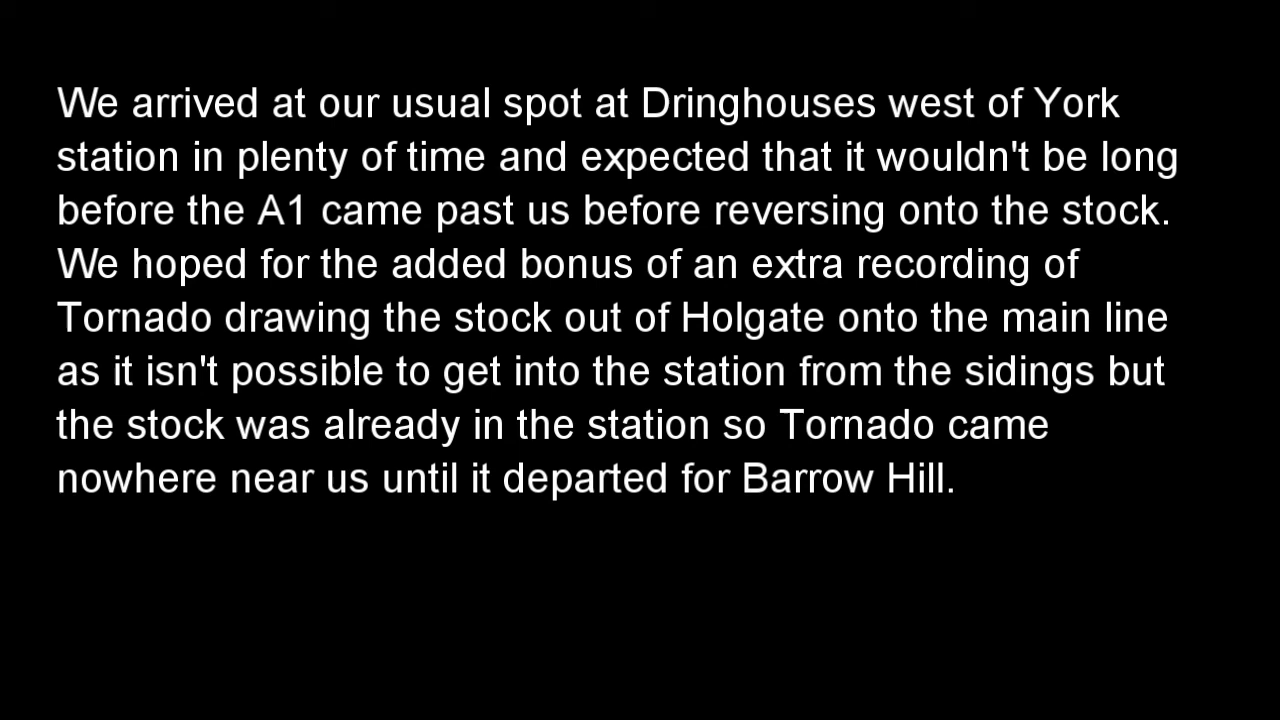 We arrived at our usual spot at Dringhouses west of York
station in plenty of time and expected that it wouldn't be long
before the A1 came past us before reversing onto the stock.
We hoped for the added bonus of an extra recording of
Tornado drawing the stock out of Holgate onto the main line
as it isn't possible to get into the station from the sidings but
the stock was already in the station so Tornado came
nowhere near us until it departed for Barrow Hill.